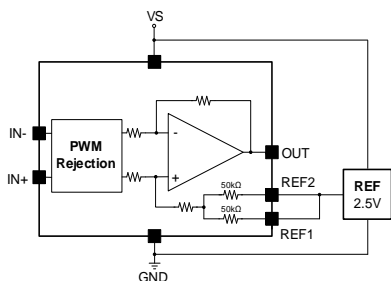 VS
IN-
IN+
PWM
Rejection
-
+
OUT
50kΩ
REF2
50kΩ
REF1
REF
2.5V
GND